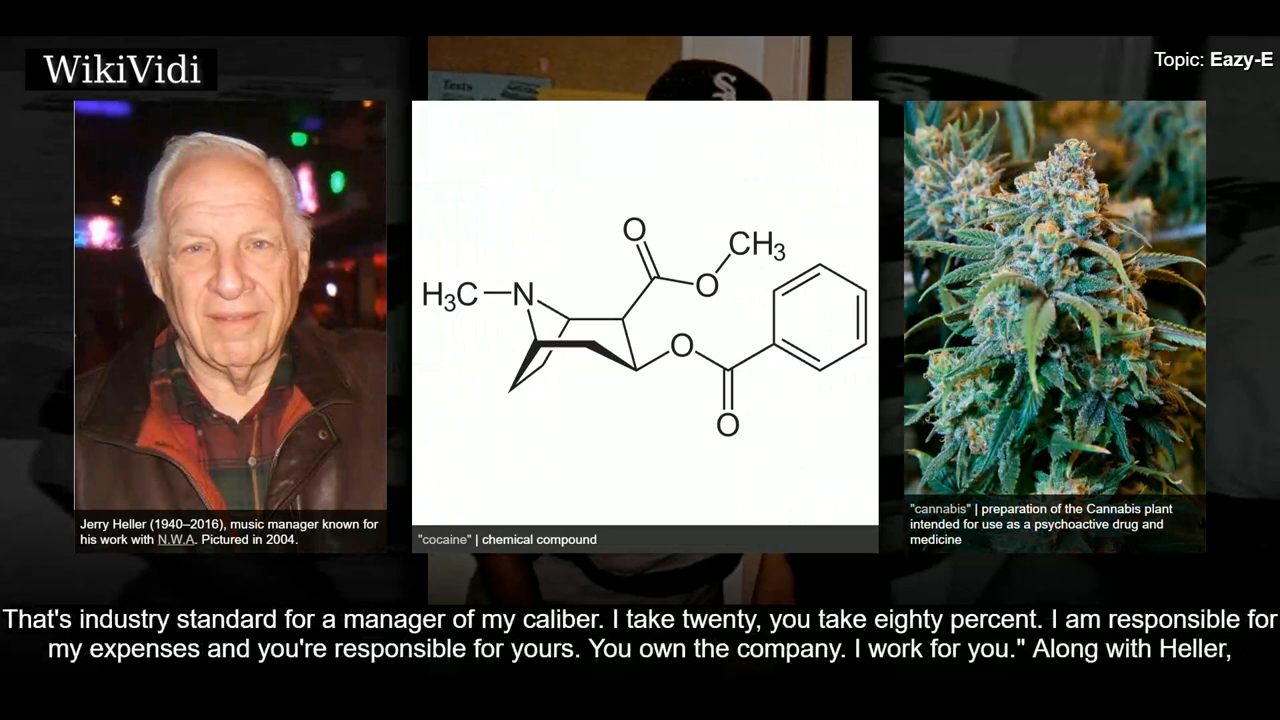 WikiVidi
Topic: Eazy-E
Tests
S
O
CH₃
H₃C
N
O
O
O
Jerry Heller (1940–2016), music manager known for
his work with N.W.A. Pictured in 2004.
"cocaine" | chemical compound
"cannabis" | preparation of the Cannabis plant
intended for use as a psychoactive drug and
medicine
That's industry standard for a manager of my caliber. I take twenty, you take eighty percent. I am responsible for
my expenses and you're responsible for yours. You own the company. I work for you." Along with Heller,